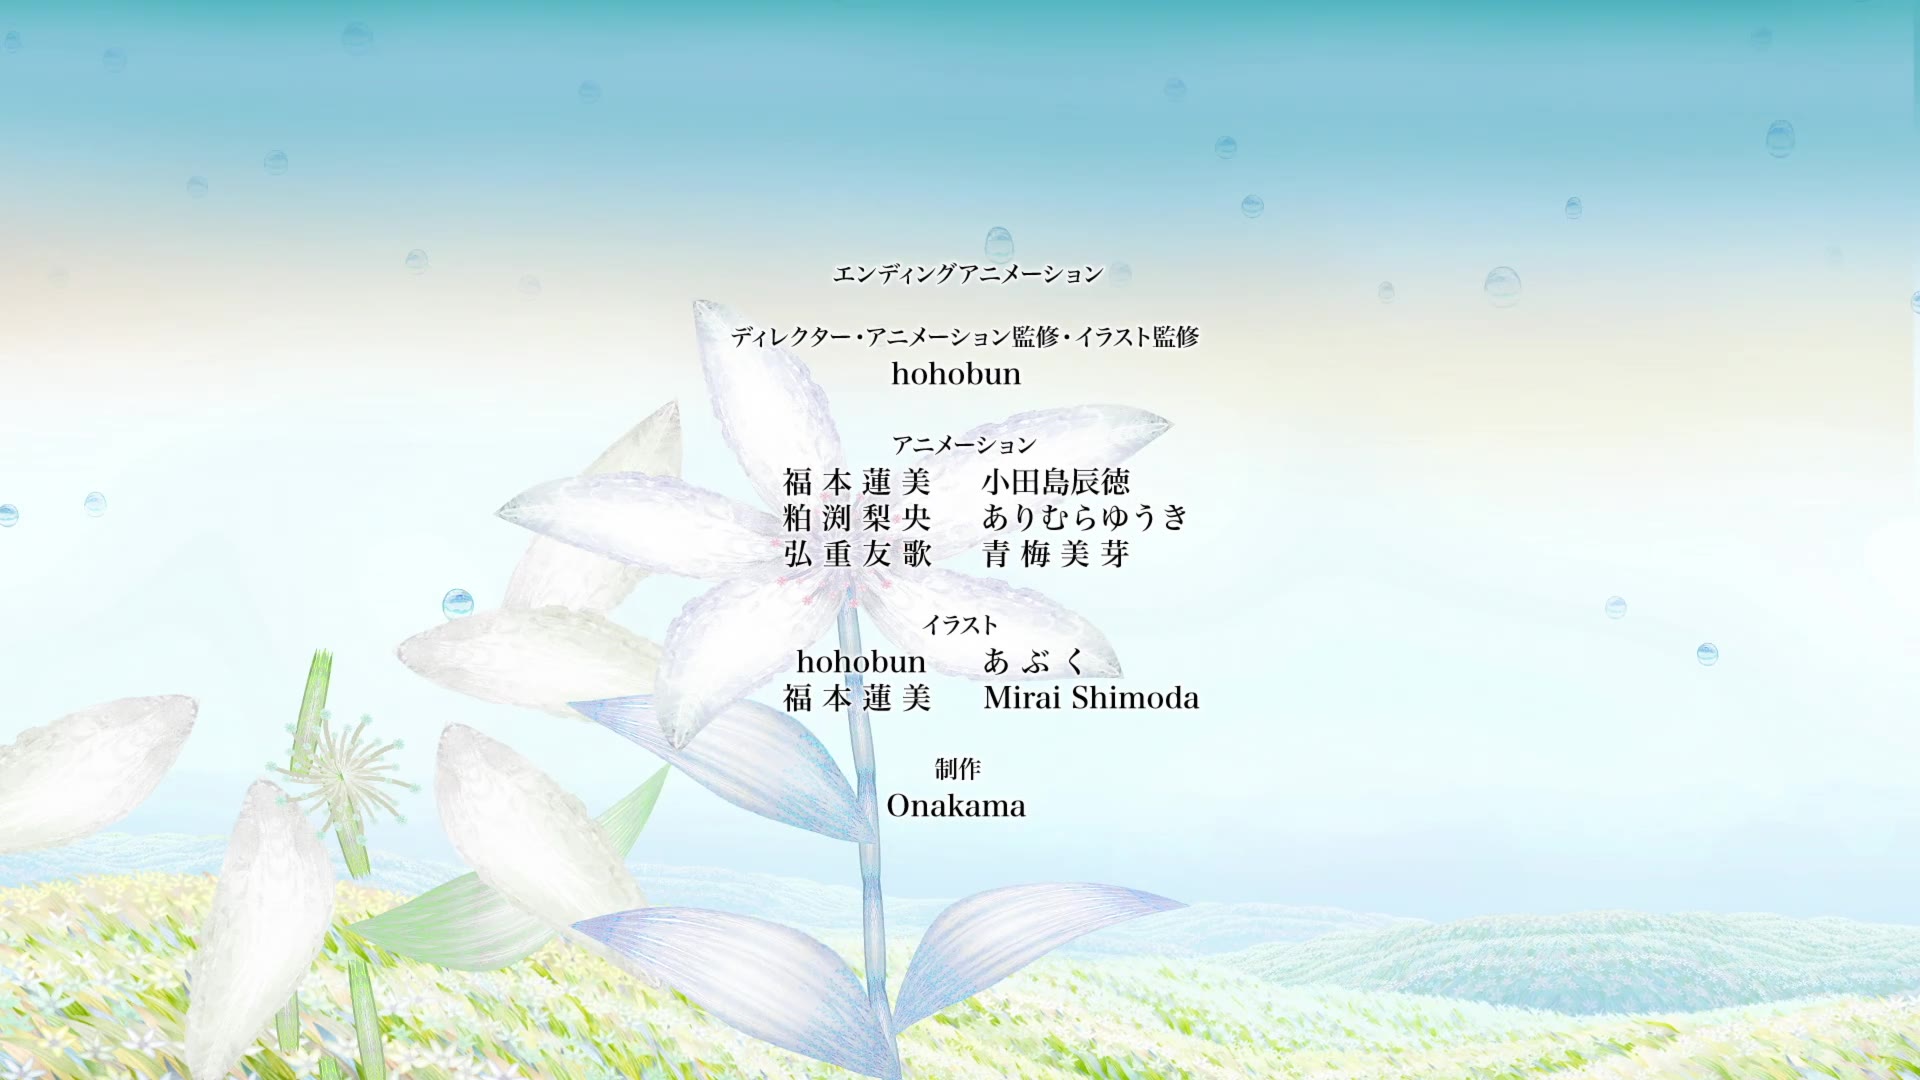 エンディングアニメーション
ディレクター・アニメーション監修・イラスト監修
hohobun
アニメーション
福本蓮美 小田島辰徳
粕渕梨央 ありむらゆうき
弘重友歌 青梅美芽
イラスト
hohobun あぶく
福本蓮美 Mirai Shimoda
制作
Onakama